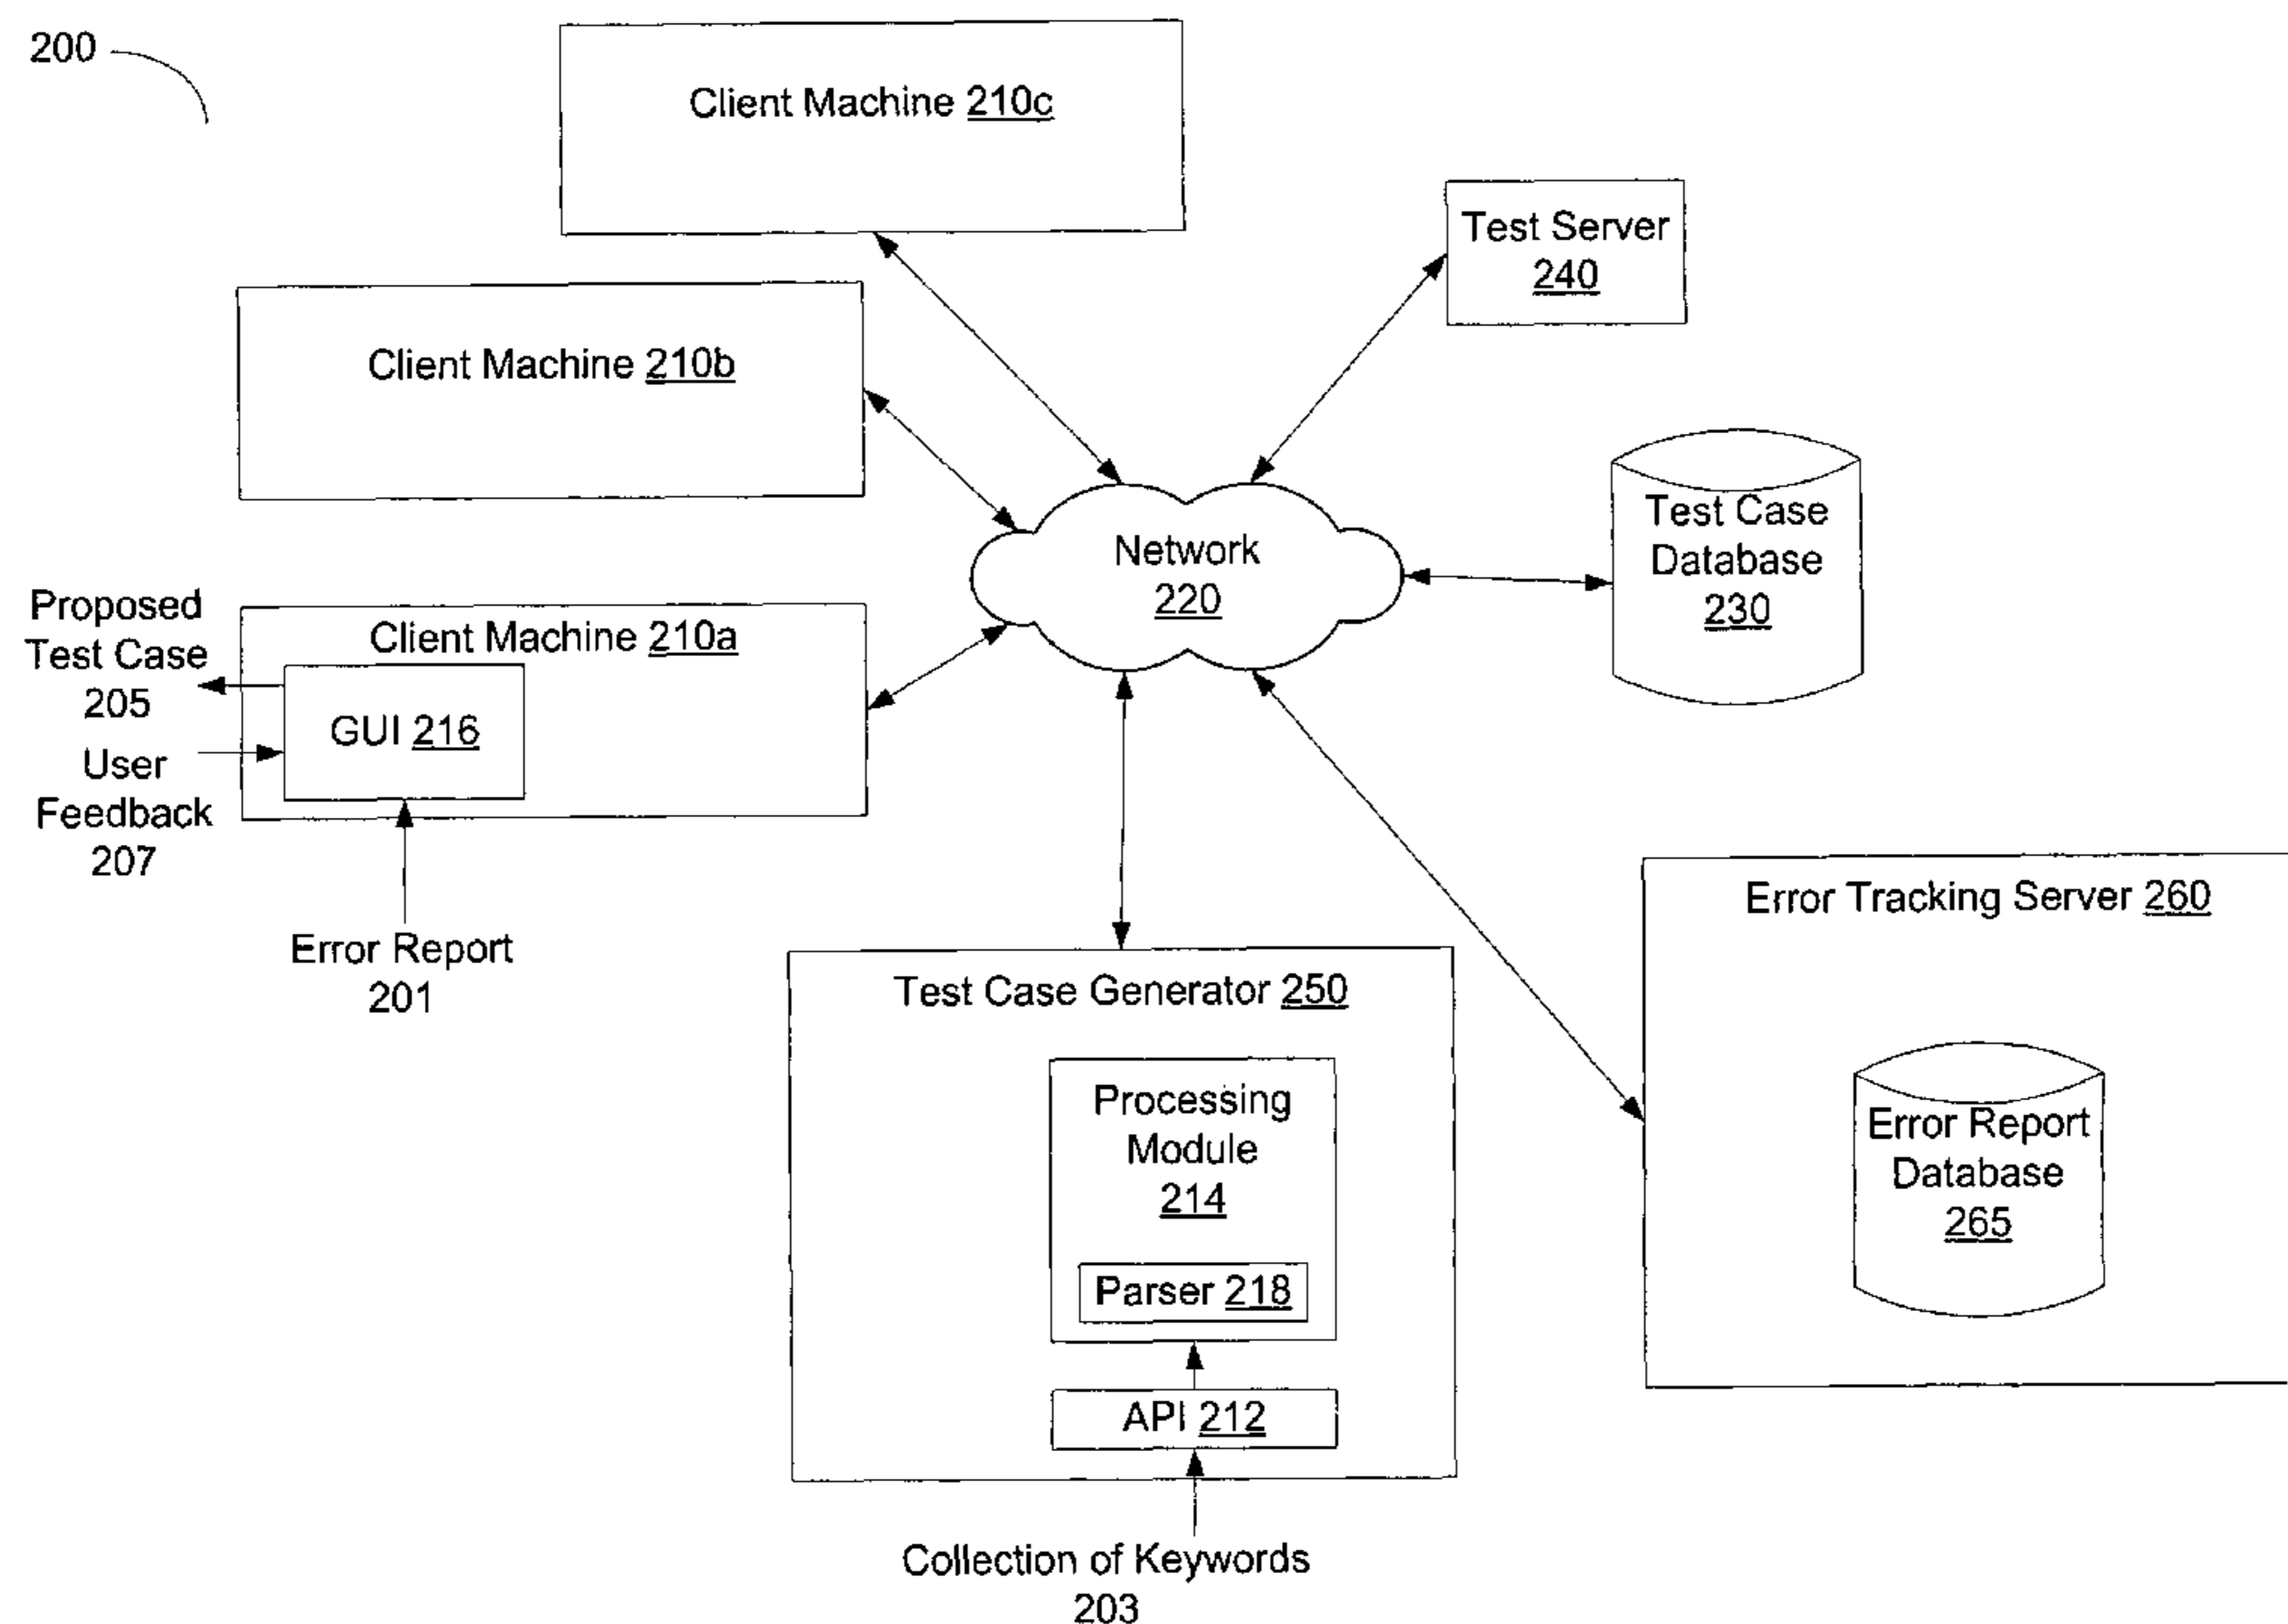 200
Client Machine 210c
Test Server
240
Client Machine 210b
Test Case
Database
230
Network
220
Proposed
Test Case
205
Client Machine 210a
GUI 216
User
Feedback
207
Error Report
201
Error Tracking Server 260
Error Report
Database
265
Test Case Generator 250
Processing
Module
214
Parser 218
API 212
Collection of Keywords
203